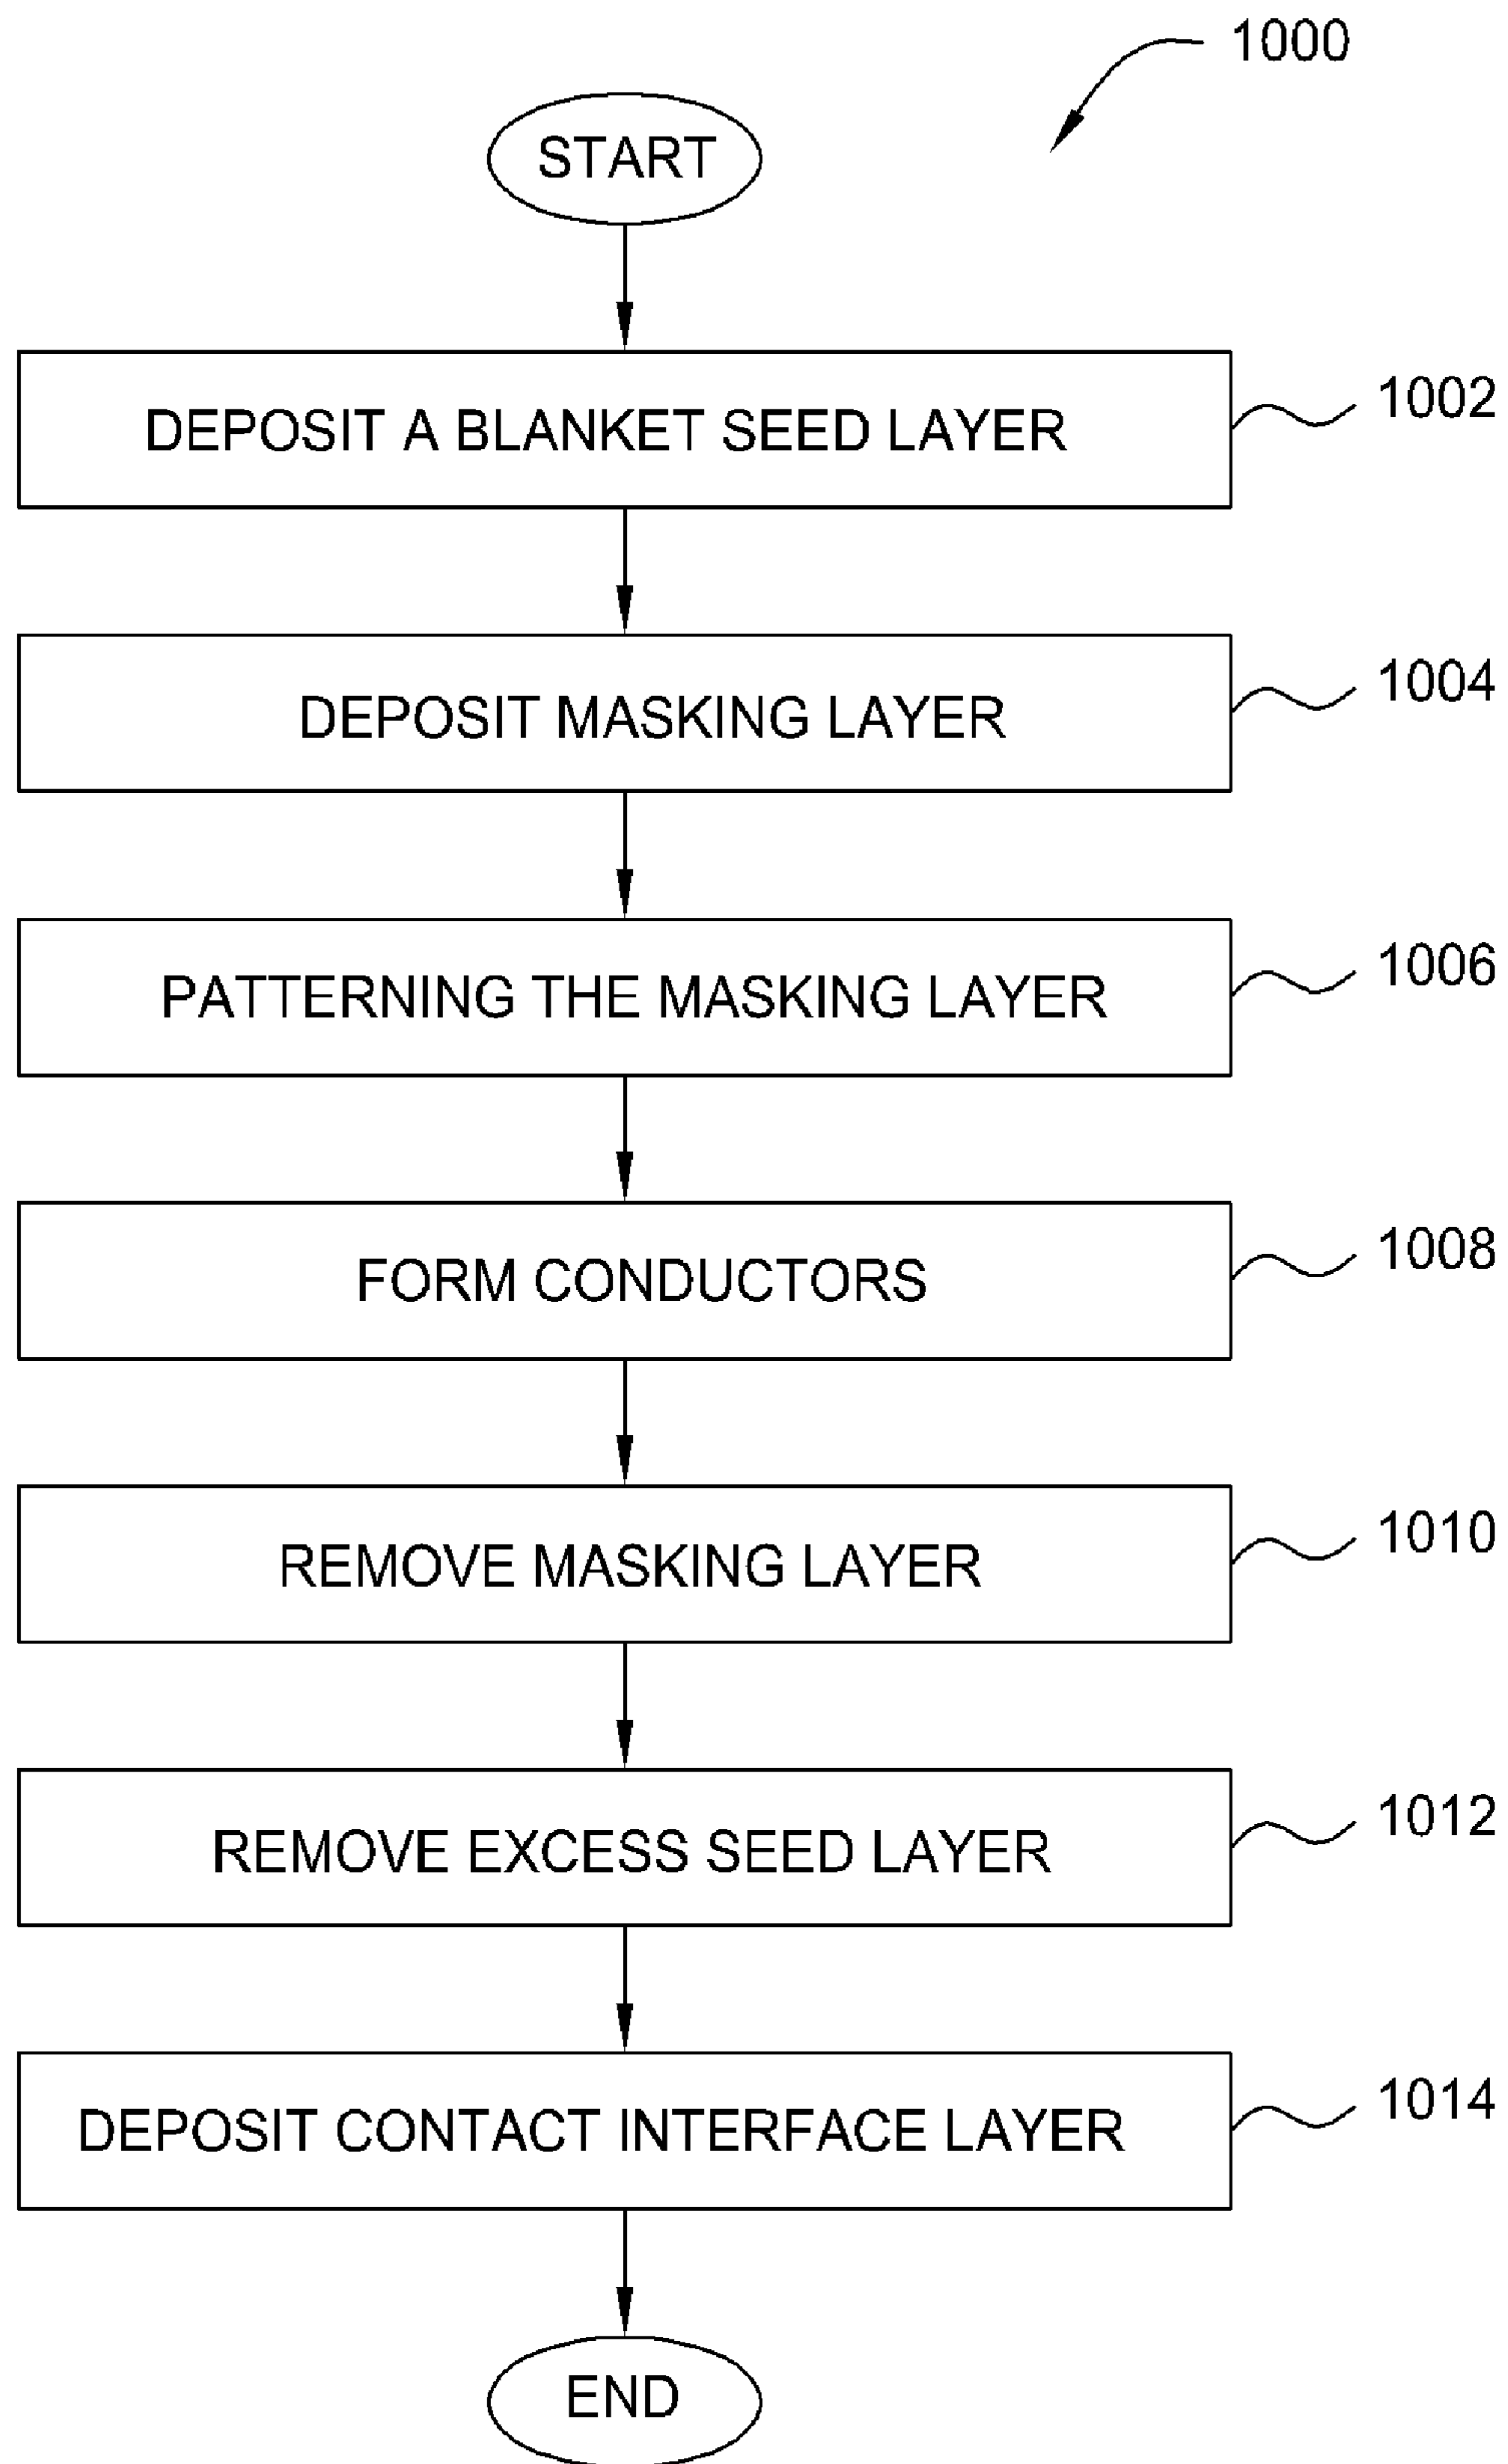 1000
START
DEPOSIT A BLANKET SEED LAYER
1002
DEPOSIT MASKING LAYER
1004
PATTERNING THE MASKING LAYER
1006
FORM CONDUCTORS
1008
REMOVE MASKING LAYER
1010
REMOVE EXCESS SEED LAYER
1012
DEPOSIT CONTACT INTERFACE LAYER
1014
END